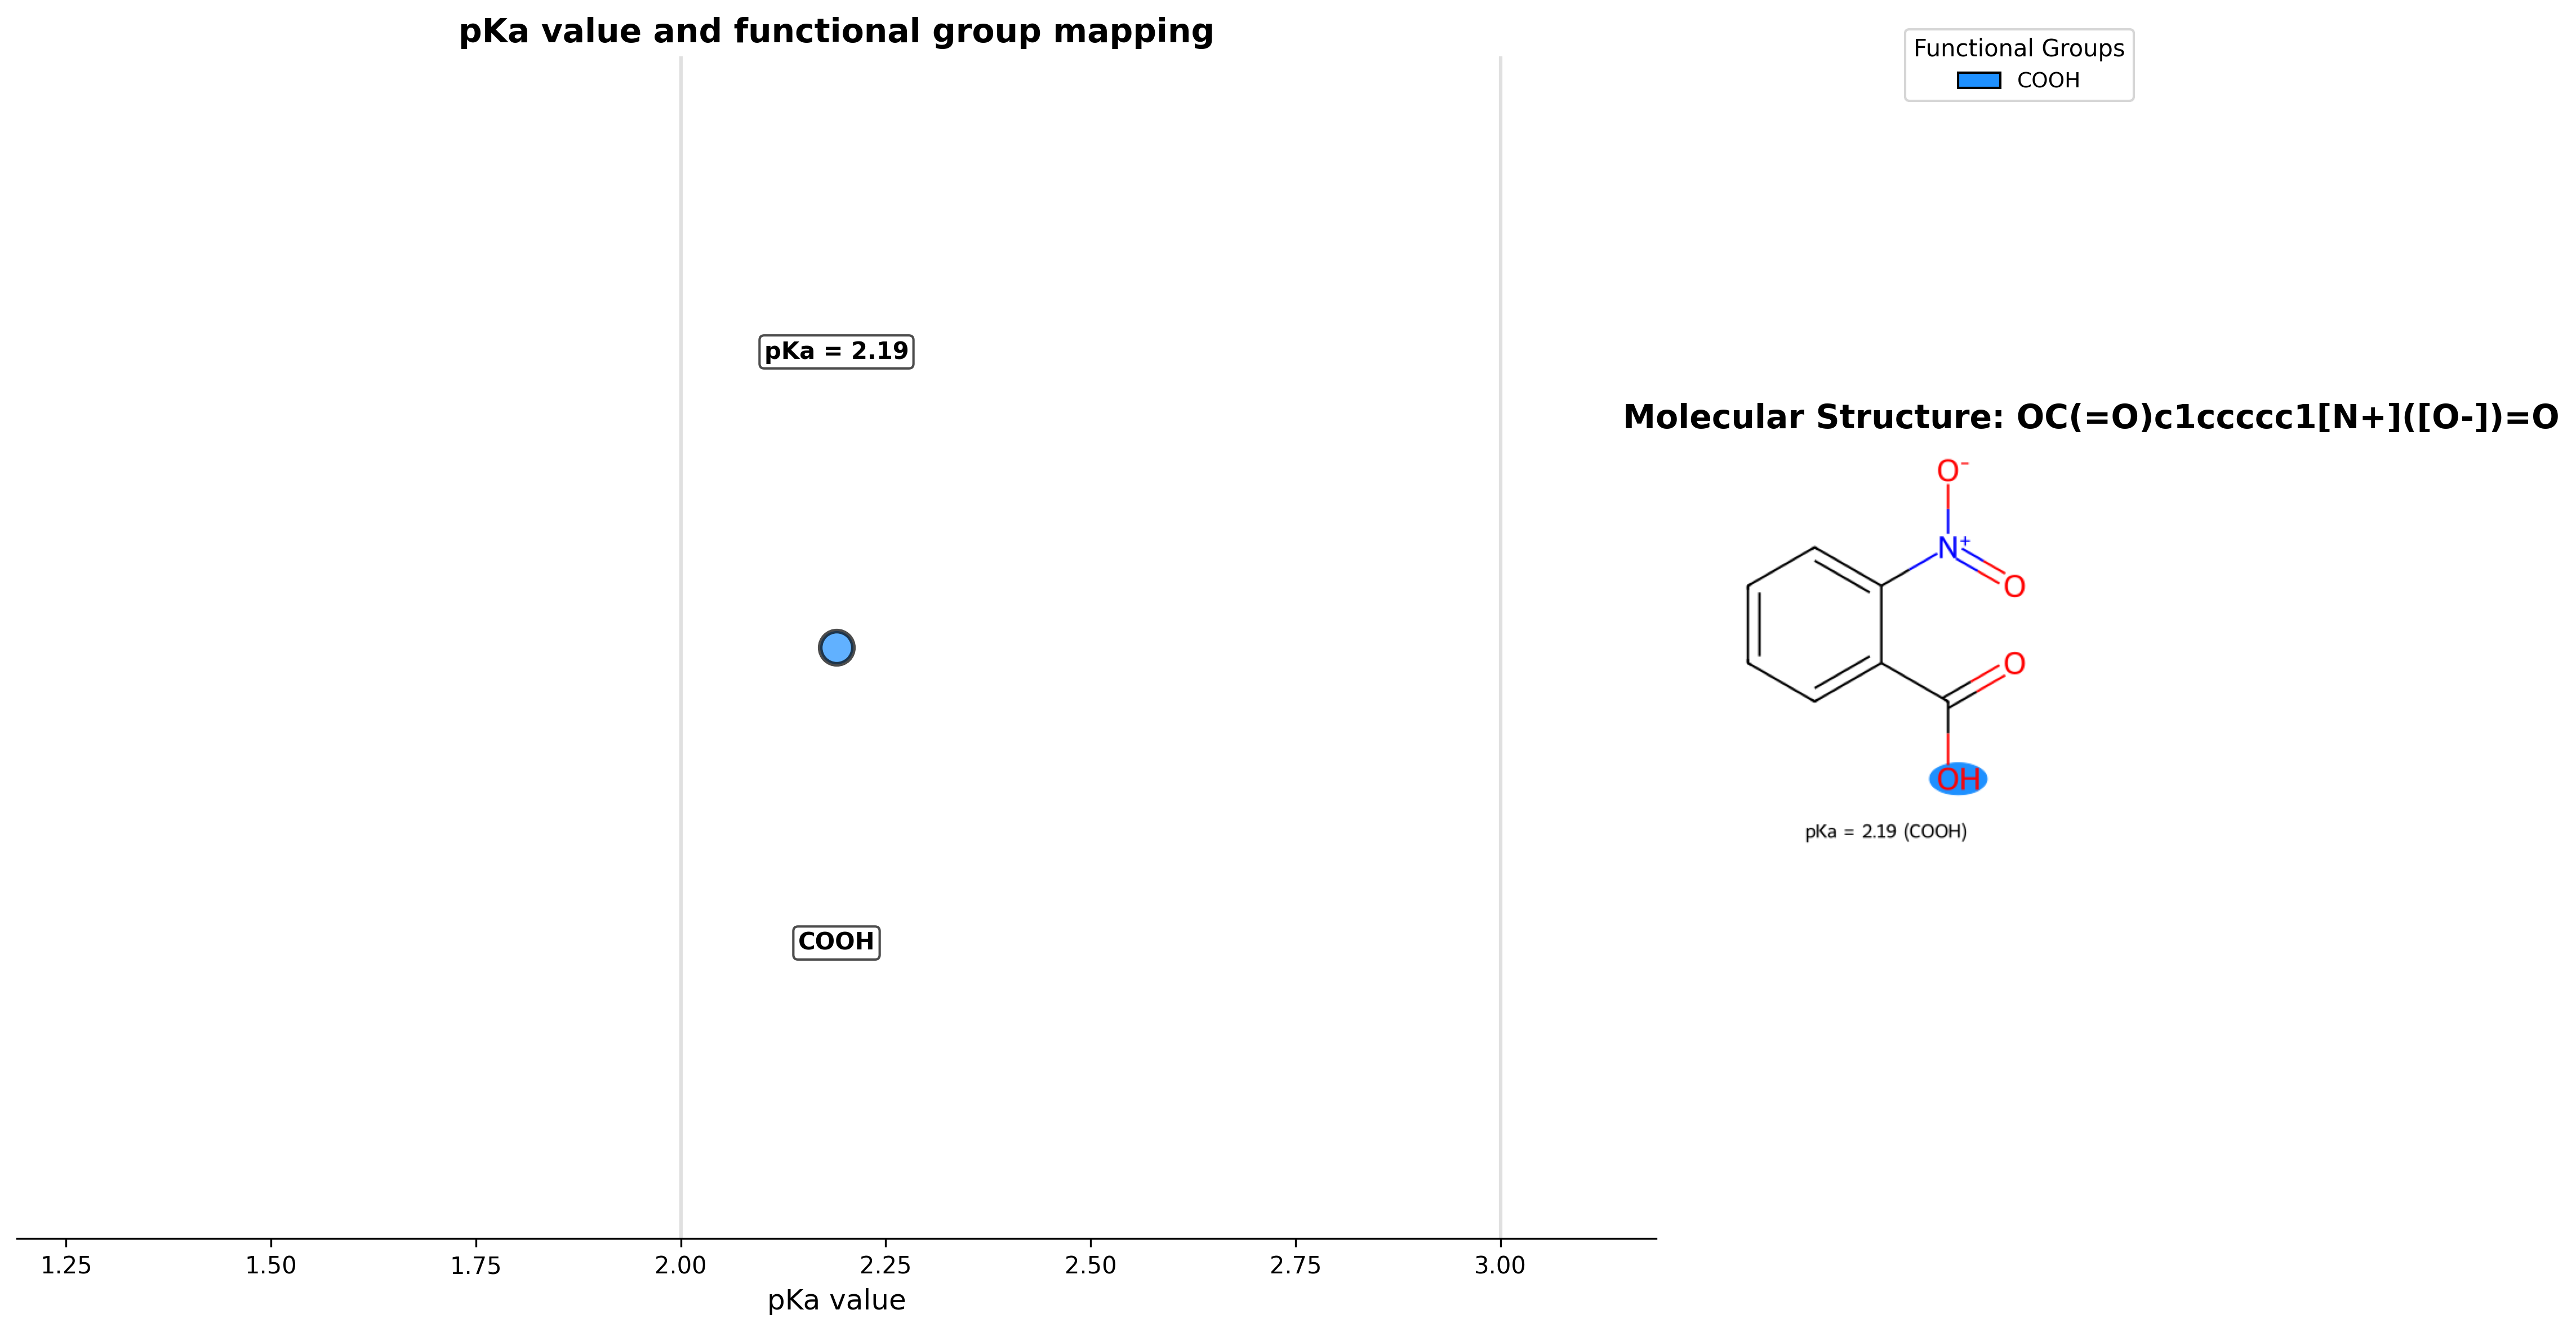 pKa value and functional group mapping
Functional Groups
COOH
pKa = 2.19
COOH
1.25 1.50 1.75 2.00 2.25 2.50 2.75 3.00
pKa value
Molecular Structure: OC(=O)c1ccccc1[N+]([O-])=O
O-
N+
O
O
OH
pKa = 2.19 (COOH)